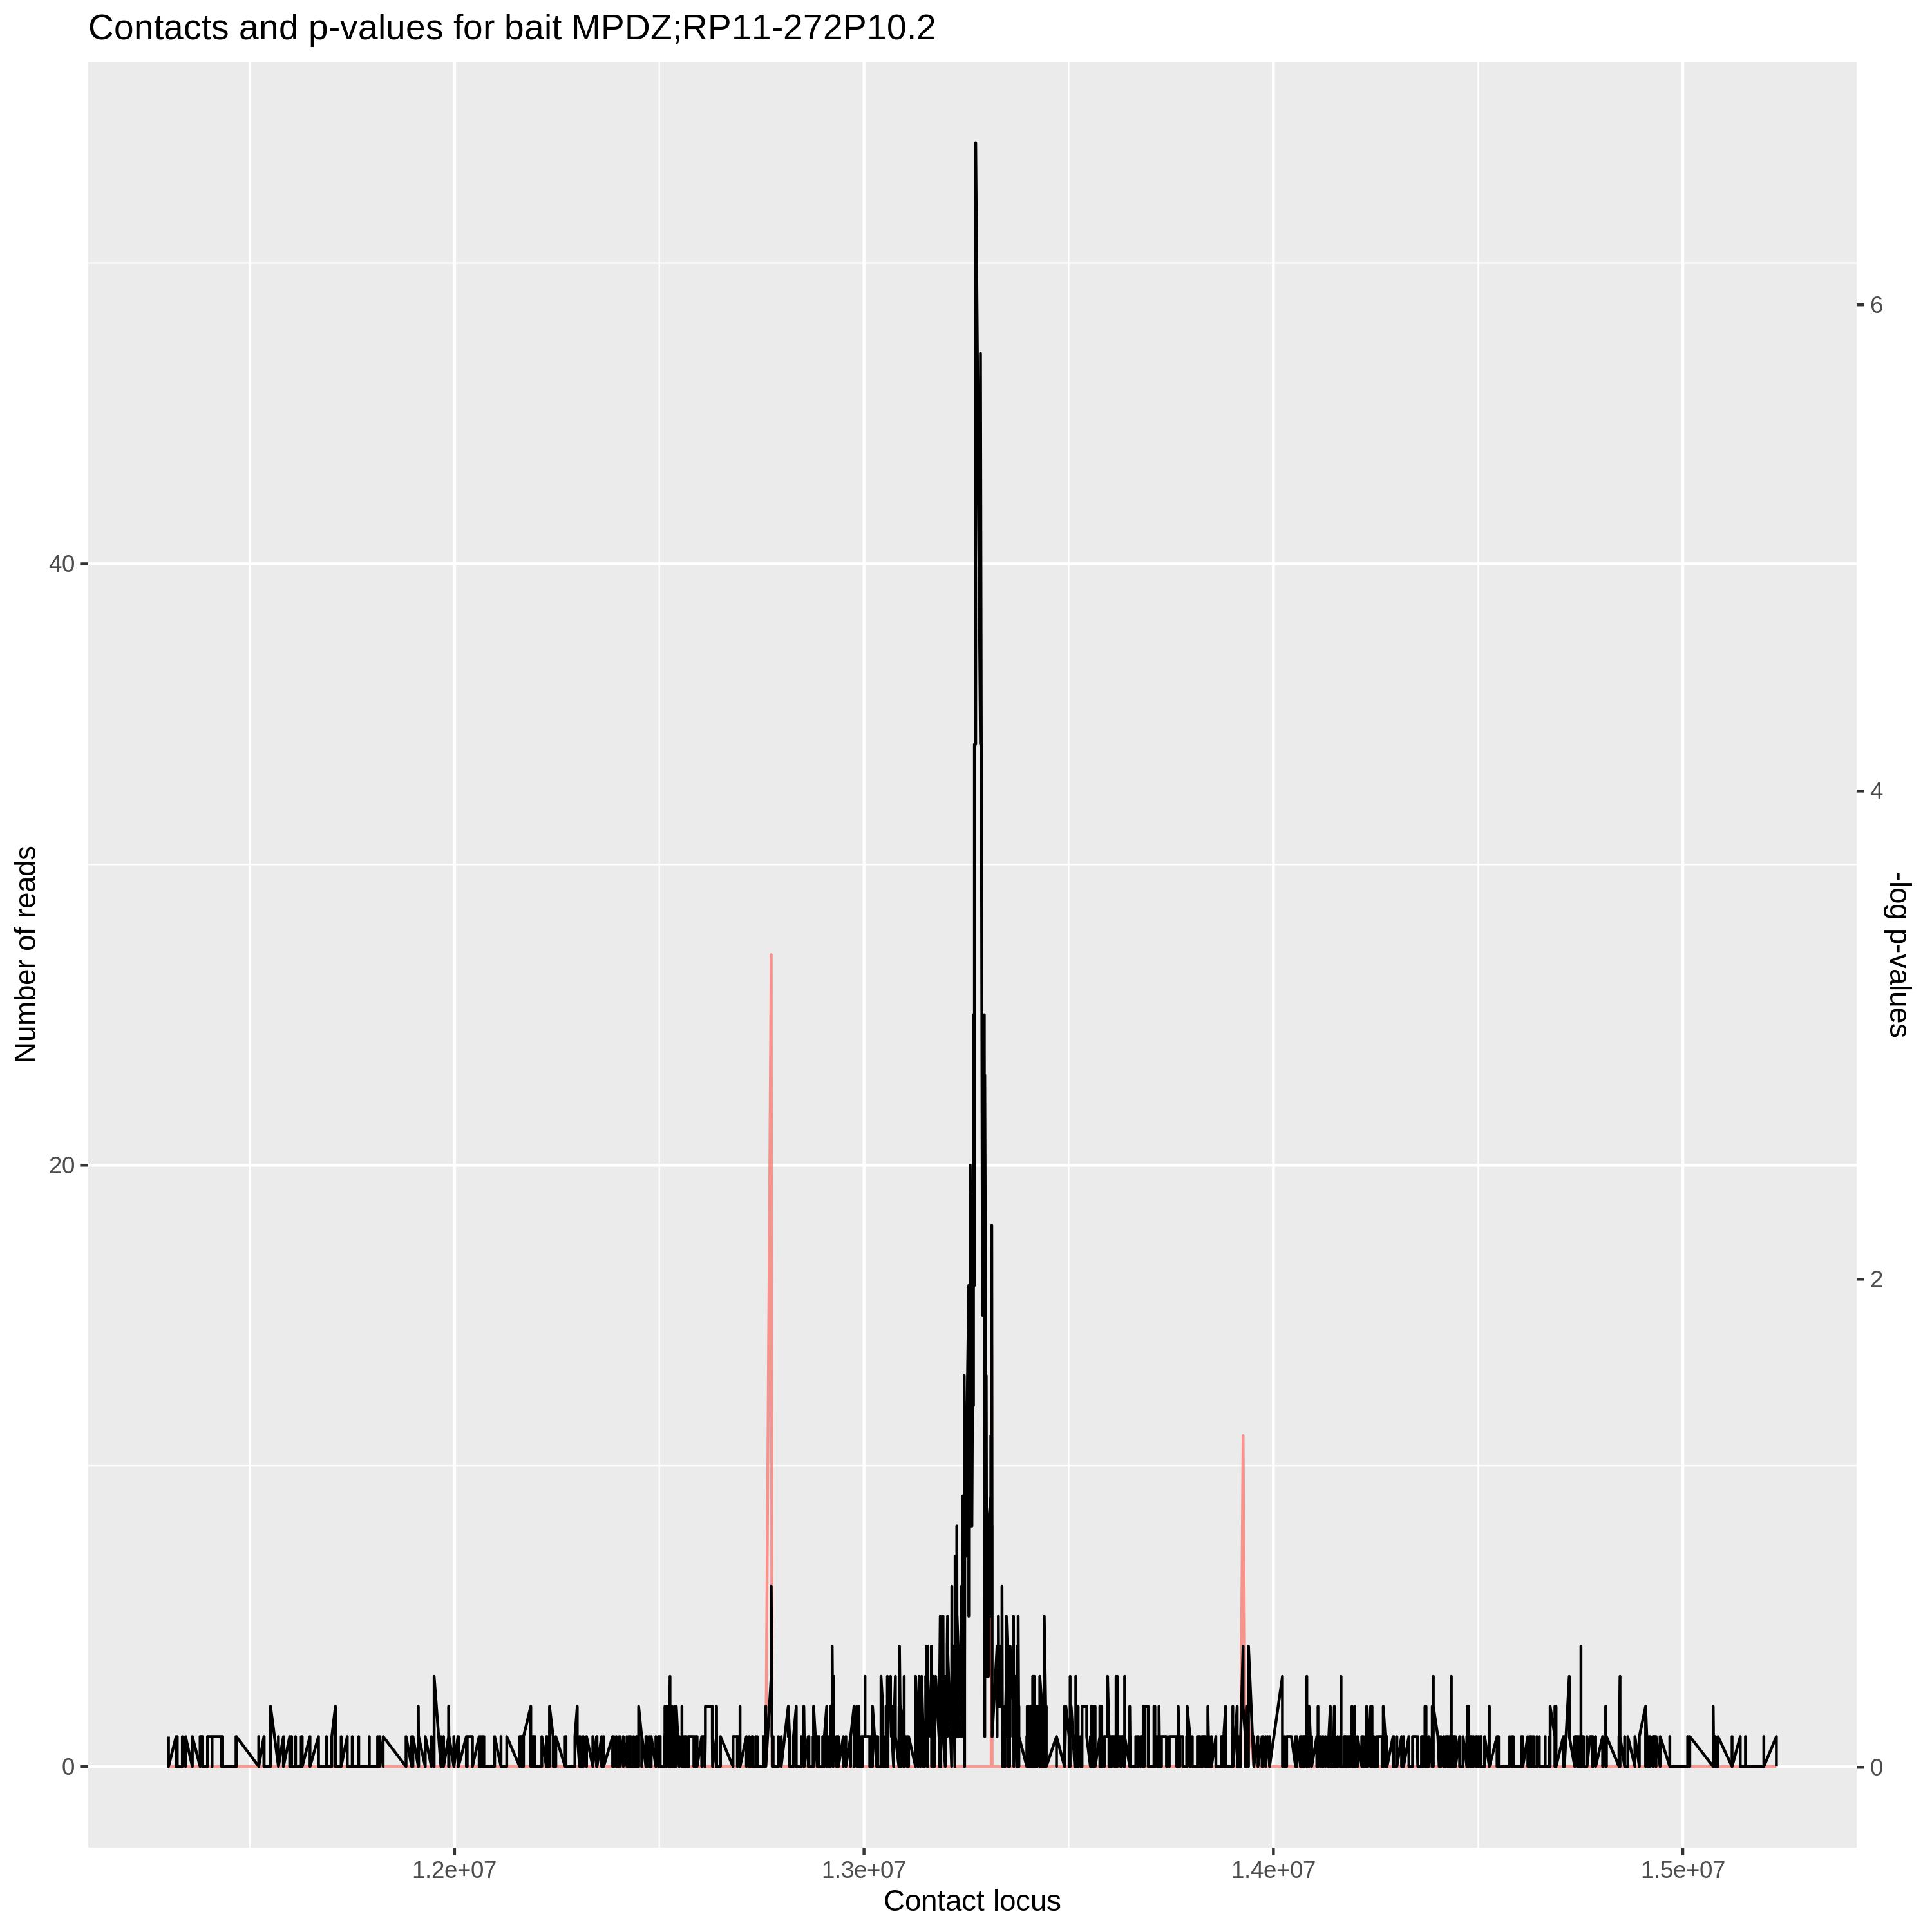 Contacts and p-values for bait MPDZ;RP11-272P10.2
Number of reads
40
20
0
6
4
2
0
-log p-values
1.2e+07
1.3e+07
1.4e+07
1.5e+07
Contact locus